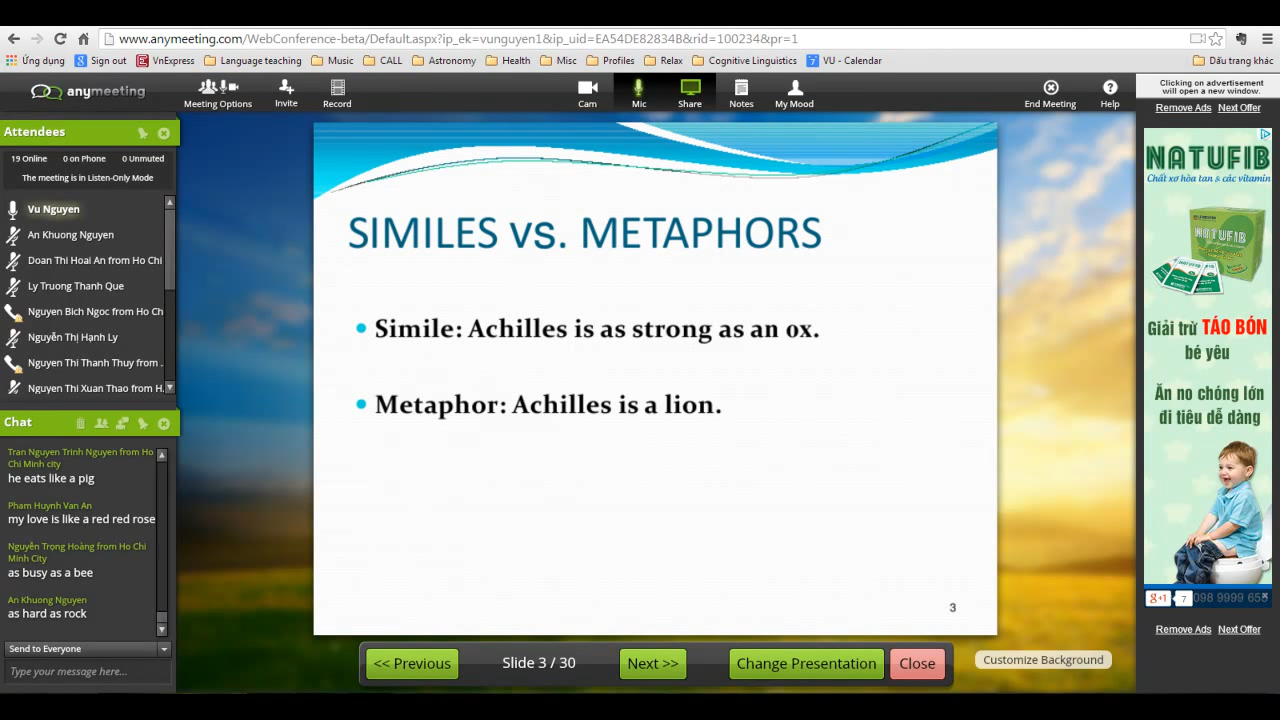 www.anymeeting.com/WebConference-beta/Default.aspx?ip_ek=vunguyen1&ip_uid=EA54DE82834B&rid=100234&pr=1
Ứng dụng Sign out VnExpress Language teaching Music CALL Astronomy Health Misc Profiles Relax Cognitive Linguistics 7 VU - Calendar Dấu trang khác
anymeeting
Meeting Options Invite Record Cam Mic Share Notes My Mood End Meeting Help
Clicking on advertisement
will open a new window.
Remove Ads Next Offer
Attendees
19 Online 0 on Phone 0 Unmuted
The meeting is in Listen-Only Mode
Vu Nguyen
An Khuong Nguyen
Doan Thi Hoai An from Ho Chi
Ly Truong Thanh Que
Nguyen Bich Ngoc from Ho Ch
Nguyễn Thị Hạnh Ly
Nguyen Thi Thanh Thuy from .
Nguyen Thi Xuan Thao from H.
Chat
Tran Nguyen Trinh Nguyen from Ho
Chi Minh city
he eats like a pig
Pham Huynh Van An
my love is like a red red rose
Nguyễn Trọng Hoàng from Ho Chi
Minh City
as busy as a bee
An Khuong Nguyen
as hard as rock
Send to Everyone
Type your message here...
SIMILES vs. METAPHORS
Simile: Achilles is as strong as an ox.
Metaphor: Achilles is a lion.
3
<< Previous Slide 3 / 30 Next >> Change Presentation Close
Customize Background
NATUFIB
Chất xơ hòa tan & các vitamin
NATUFIB
Giải trừ TÁO BÓN
bé yêu
Ăn no chóng lớn
đi tiêu dễ dàng
g+1 7 098 9999 655
Remove Ads Next Offer